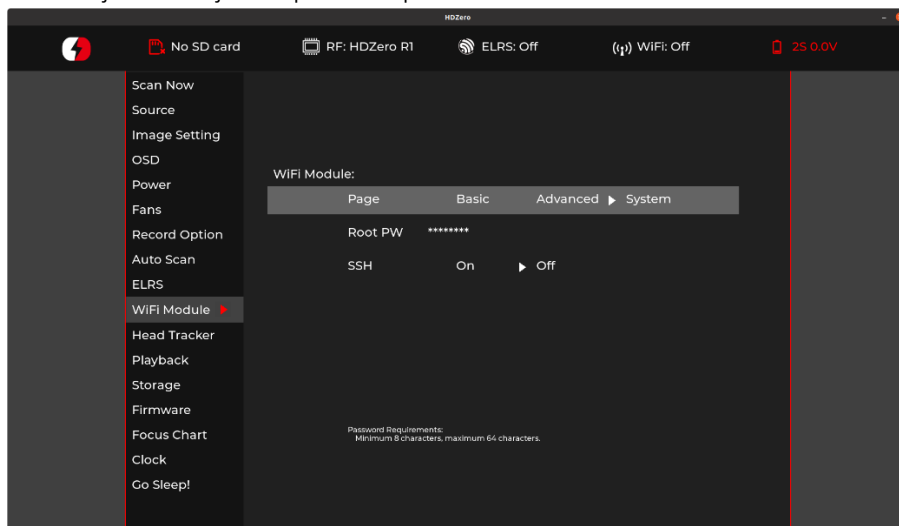 HDZero
No SD card RF: HDZero R1 ELRS: Off WiFi: Off 2S 0.0V
Scan Now
Source
Image Setting
OSD
Power
Fans
Record Option
Auto Scan
ELRS
WiFi Module
Head Tracker
Playback
Storage
Firmware
Focus Chart
Clock
Go Sleep!
WiFi Module:
Page Basic Advanced System
Root PW ********
SSH On Off
Password Requirements:
Minimum 8 characters, maximum 64 characters.